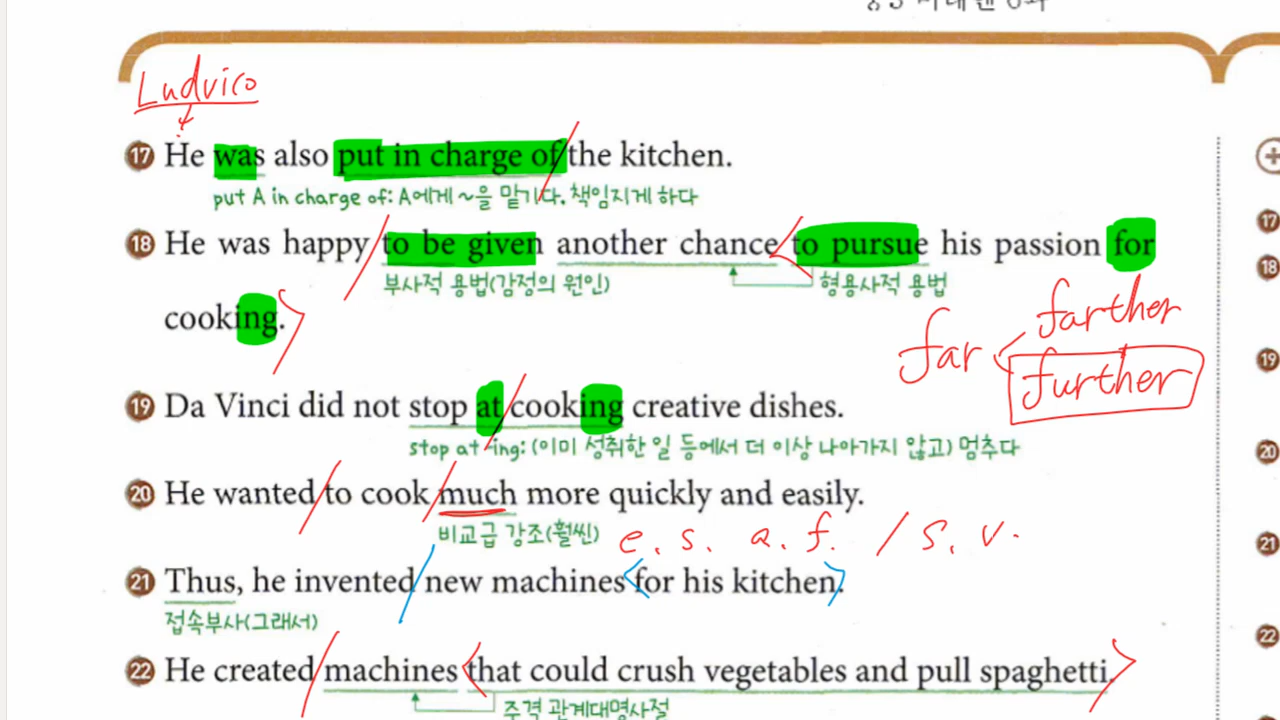 Ludvico
17 He was also put in charge of the kitchen.
put A in charge of: A에게 ~을 맡기다. 책임지게 하다
18 He was happy to be given another chance to pursue his passion for
부사적 용법(감정의 원인) 형용사적 용법
cooking.
far farther
further
19 Da Vinci did not stop at cooking creative dishes.
stop at -ing: (이미 성취한 일 등에서 더 이상 나아가지 않고) 멈추다
20 He wanted to cook much more quickly and easily.
비교급 강조(훨씬) e. s. a. f. / s. v.
21 Thus, he invented new machines for his kitchen.
접속부사(그래서)
22 He created machines that could crush vegetables and pull spaghetti.
주격 관계대명사절
17
18
19
20
21
22